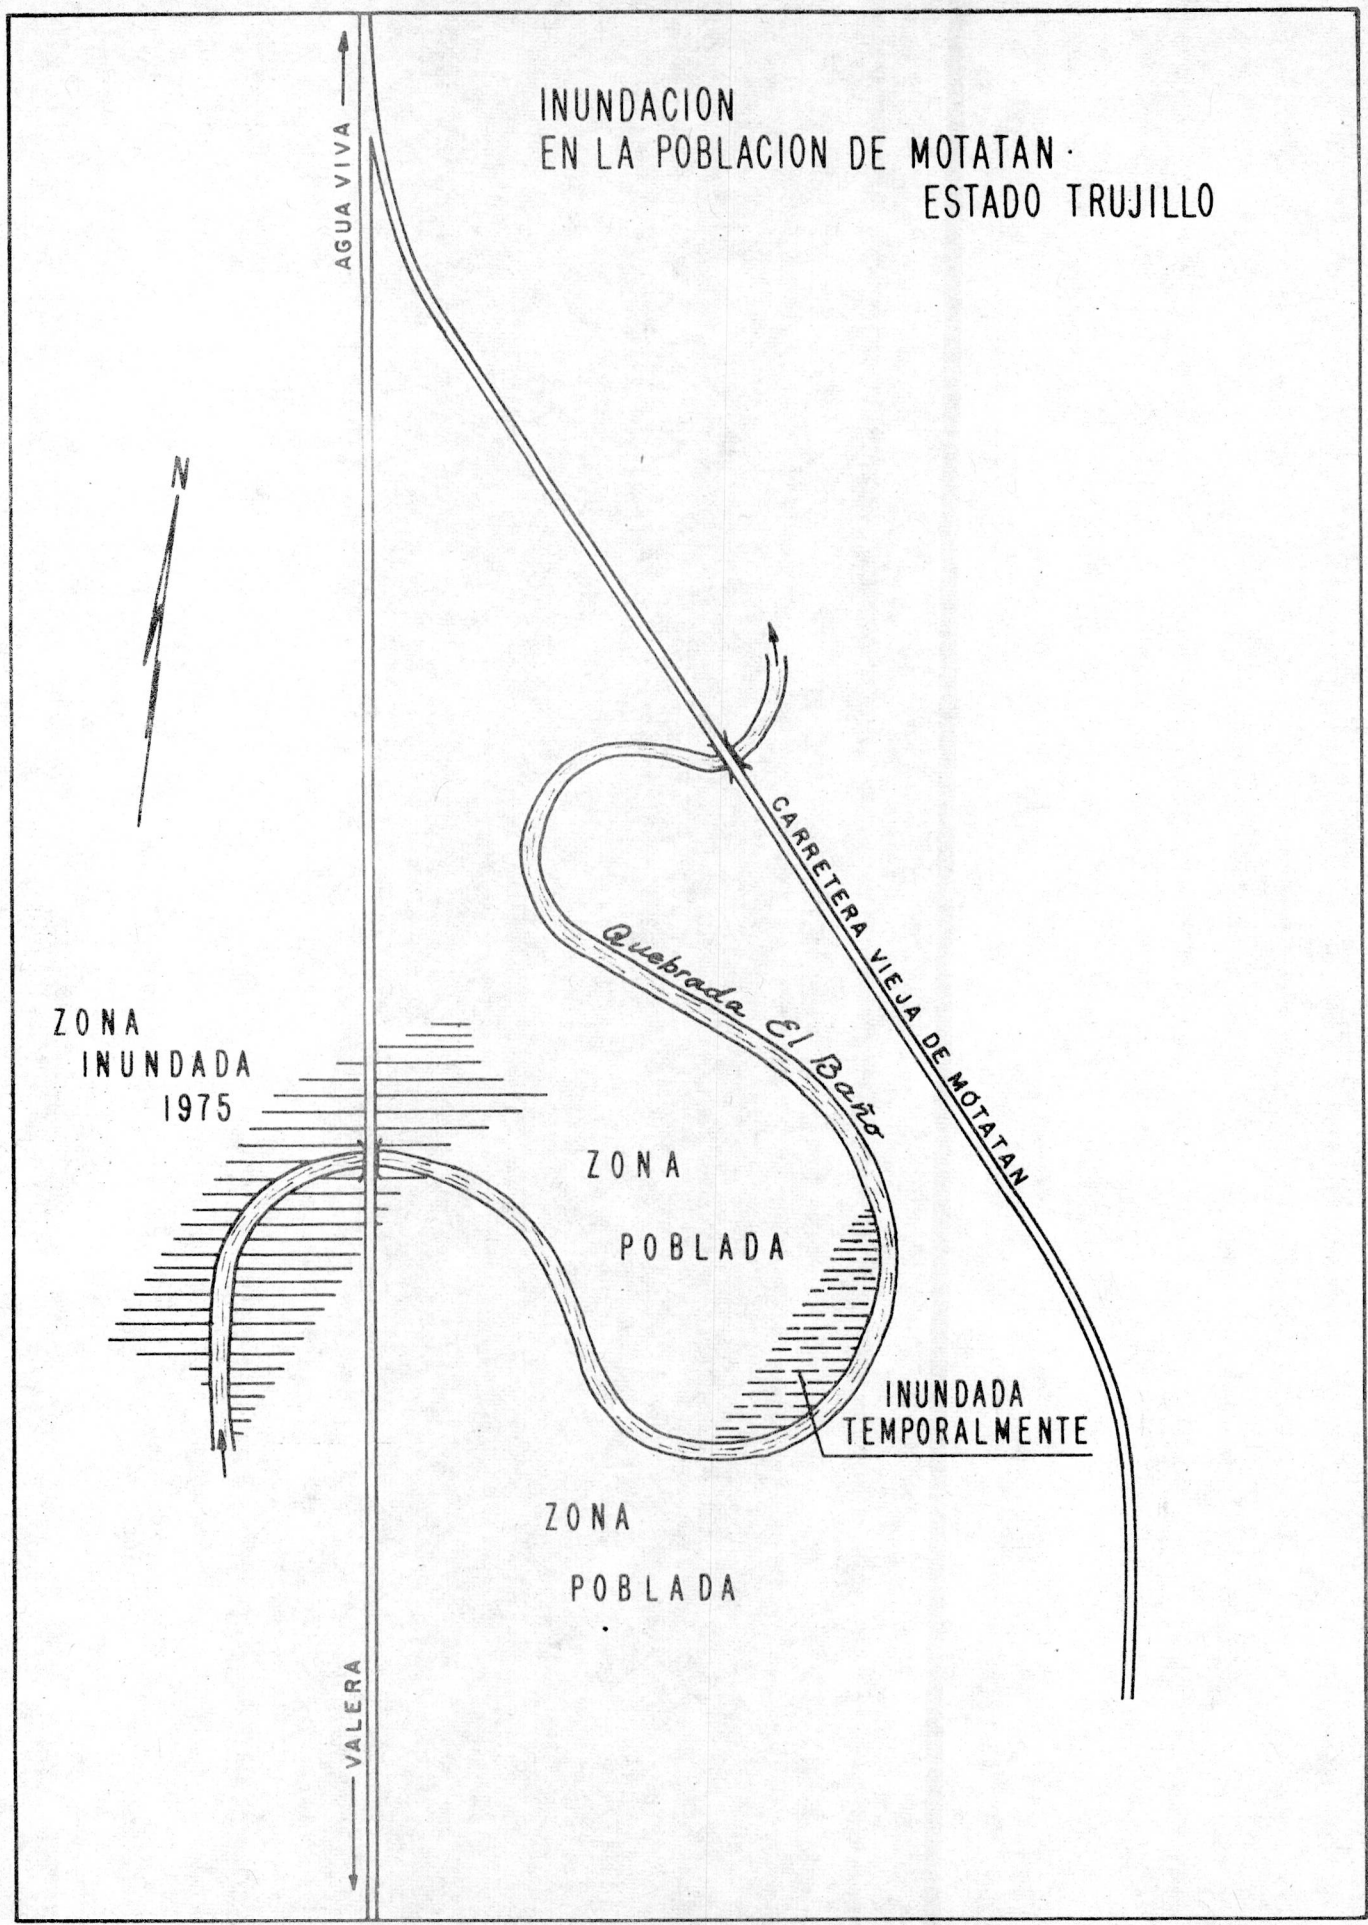 INUNDACION
EN LA POBLACION DE MOTATAN.
ESTADO TRUJILLO
AGUA VIVA
N
CARRETERA VIEJA DE MOTATAN
Quebrada El Baño
ZONA
INUNDADA
1975
ZONA
POBLADA
INUNDADA
TEMPORALMENTE
ZONA
POBLADA
VALERA